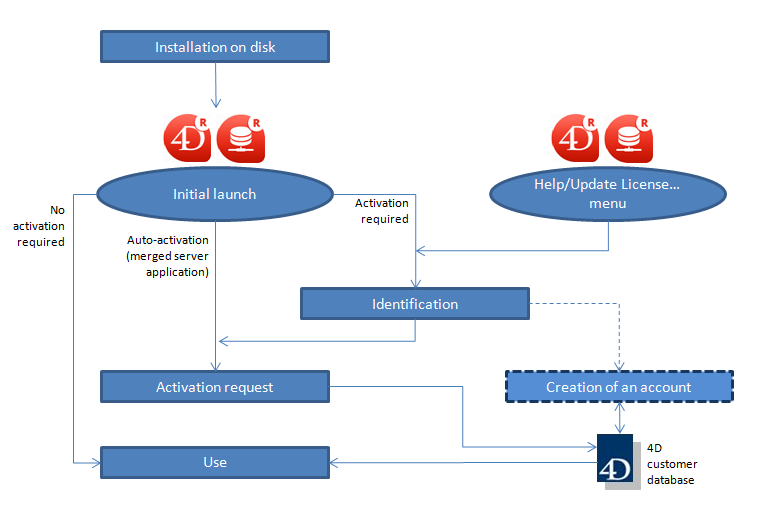 Installation on disk
4D R
R
4D R
R
Initial launch
Help/Update License...
menu
No
activation
required
Activation
required
Auto-activation
(merged server
application)
Identification
Activation request
Creation of an account
Use
4D
4D
customer
database